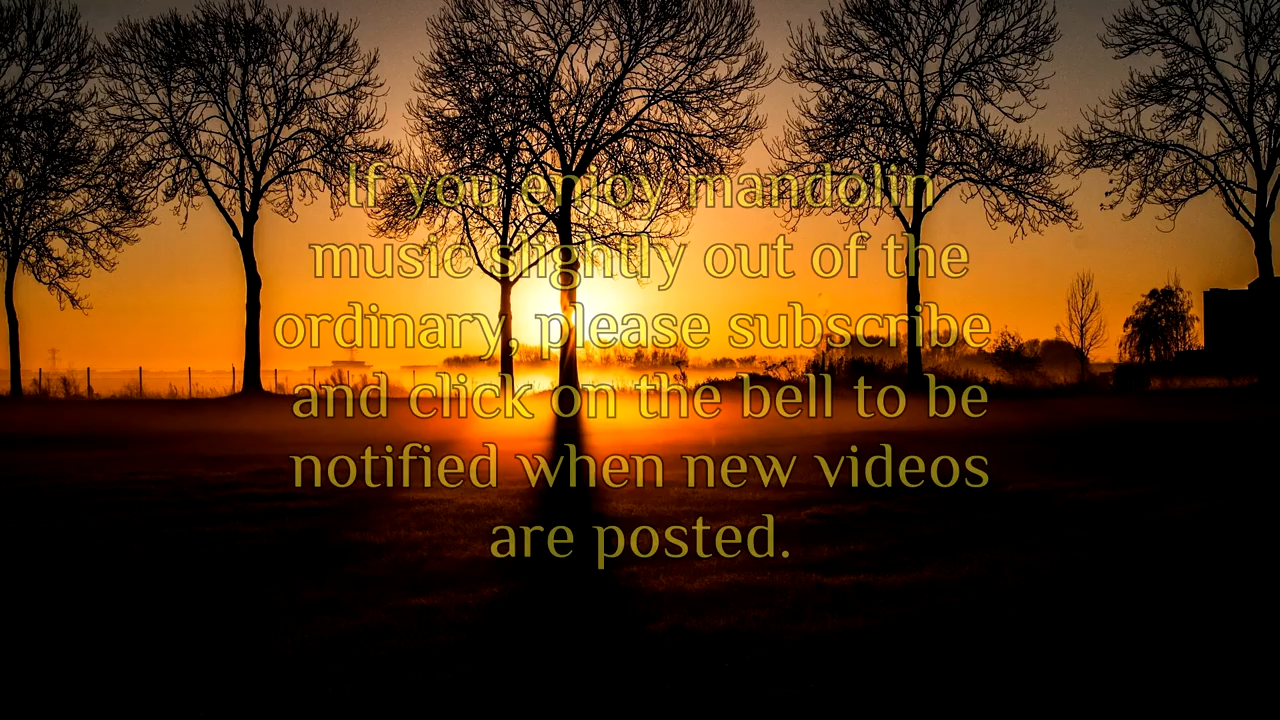 If you enjoy mandolin
music slightly out of the
ordinary, please subscribe
and click on the bell to be
notified when new videos
are posted.